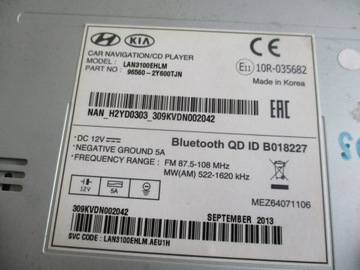 HYUNDAI KIA
CAR NAVIGATION/CD PLAYER
MODEL : LAN3100EHLM
PART NO : 96560-2Y600TJN
CE
E11 10R-035682
Made in Korea
NAN_H2YD0303_309KVDN002042
EAC
DC 12V
NEGATIVE GROUND 5A
FREQUENCY RANGE : FM 87.5-108 MHz
MW(AM) 522-1620 kHz
Bluetooth QD ID B018227
12V 5A
MEZ64071106
309KVDN002042
SEPTEMBER 2013
SVC CODE : LAN3100EHLM.AEU1H